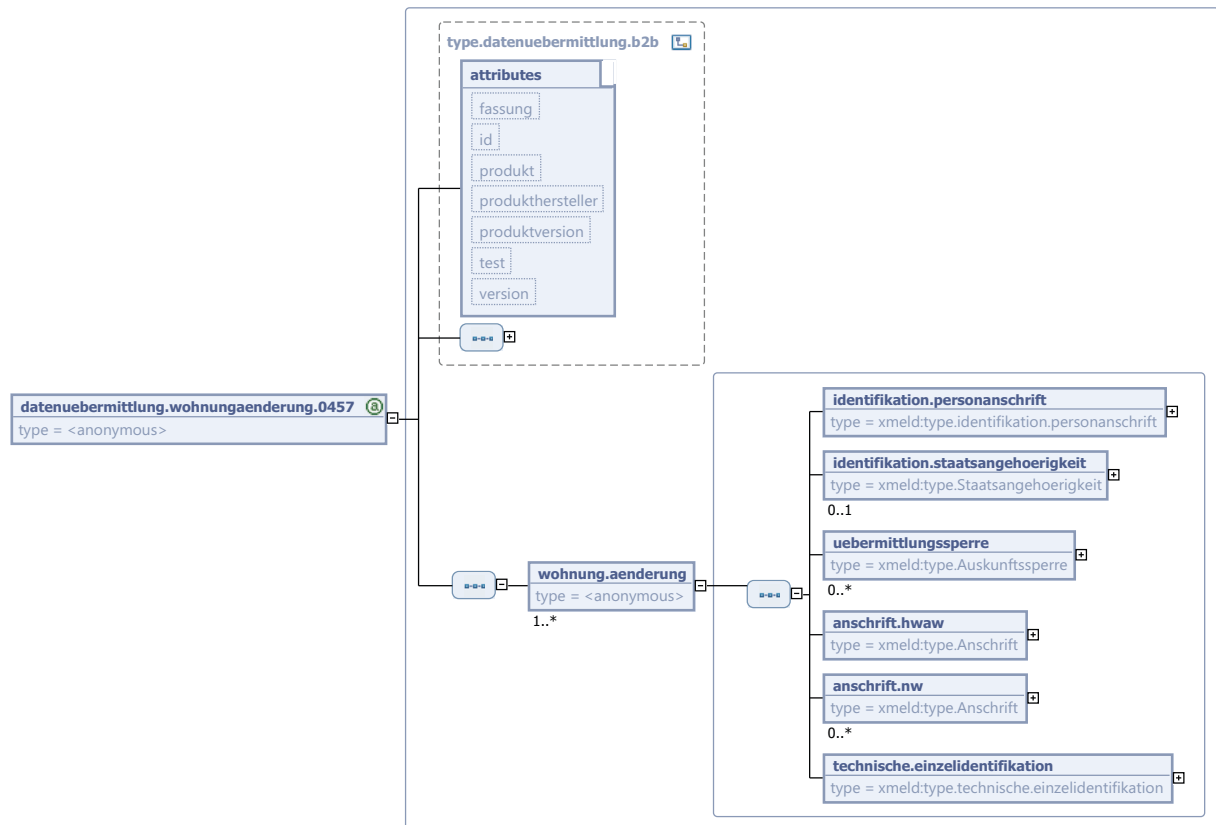 type.datenuebermittlung.b2b
attributes
fassung
id
produkt
produkthersteller
produktversion
test
version
datenuebermittlung.wohnungaenderung.0457 @
type = <anonymous>
wohnung.aenderung
type = <anonymous>
1..*
identifikation.personanschrift
type = xmeld:type.identifikation.personanschrift
identifikation.staatsangehoerigkeit
type = xmeld:type.Staatsangehoerigkeit
0..1
uebermittlungssperre
type = xmeld:type.Auskunftssperre
0..*
anschrift.hwaw
type = xmeld:type.Anschrift
anschrift.nw
type = xmeld:type.Anschrift
0..*
technische.einzelidentifikation
type = xmeld:type.technische.einzelidentifikation